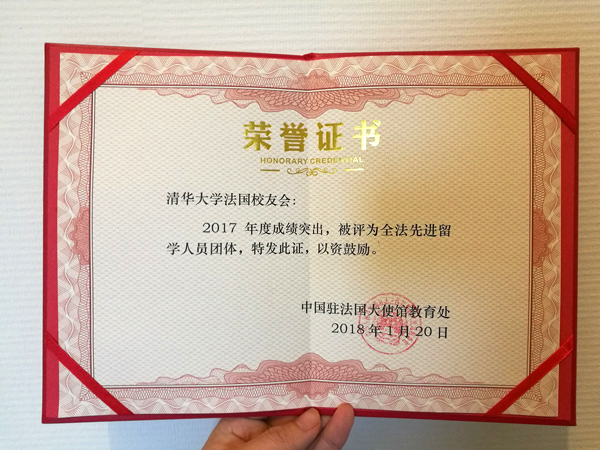 荣誉证书
HONORARY CREDENTIAL
清华大学法国校友会：
2017 年度成绩突出，被评为全法先进留
学人员团体，特发此证，以资鼓励。
中国驻法国大使馆教育处
2018 年 1 月 20 日